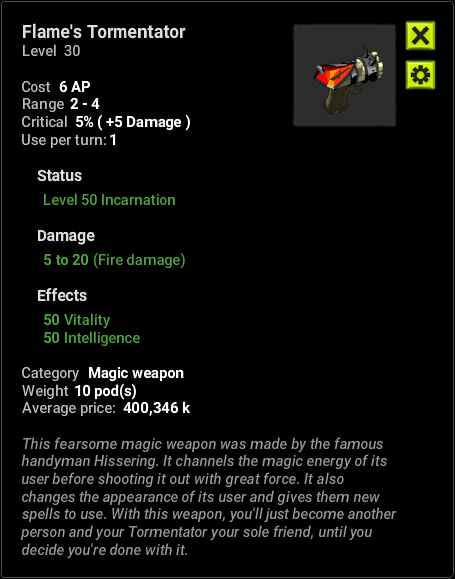 Flame's Tormentator
Level 30
Cost 6 AP
Range 2 - 4
Critical 5% ( +5 Damage )
Use per turn: 1
Status
Level 50 Incarnation
Damage
5 to 20 (Fire damage)
Effects
50 Vitality
50 Intelligence
Category Magic weapon
Weight 10 pod(s)
Average price: 400,346 k
This fearsome magic weapon was made by the famous
handyman Hissering. It channels the magic energy of its
user before shooting it out with great force. It also
changes the appearance of its user and gives them new
spells to use. With this weapon, you'll just become another
person and your Tormentator your sole friend, until you
decide you're done with it.